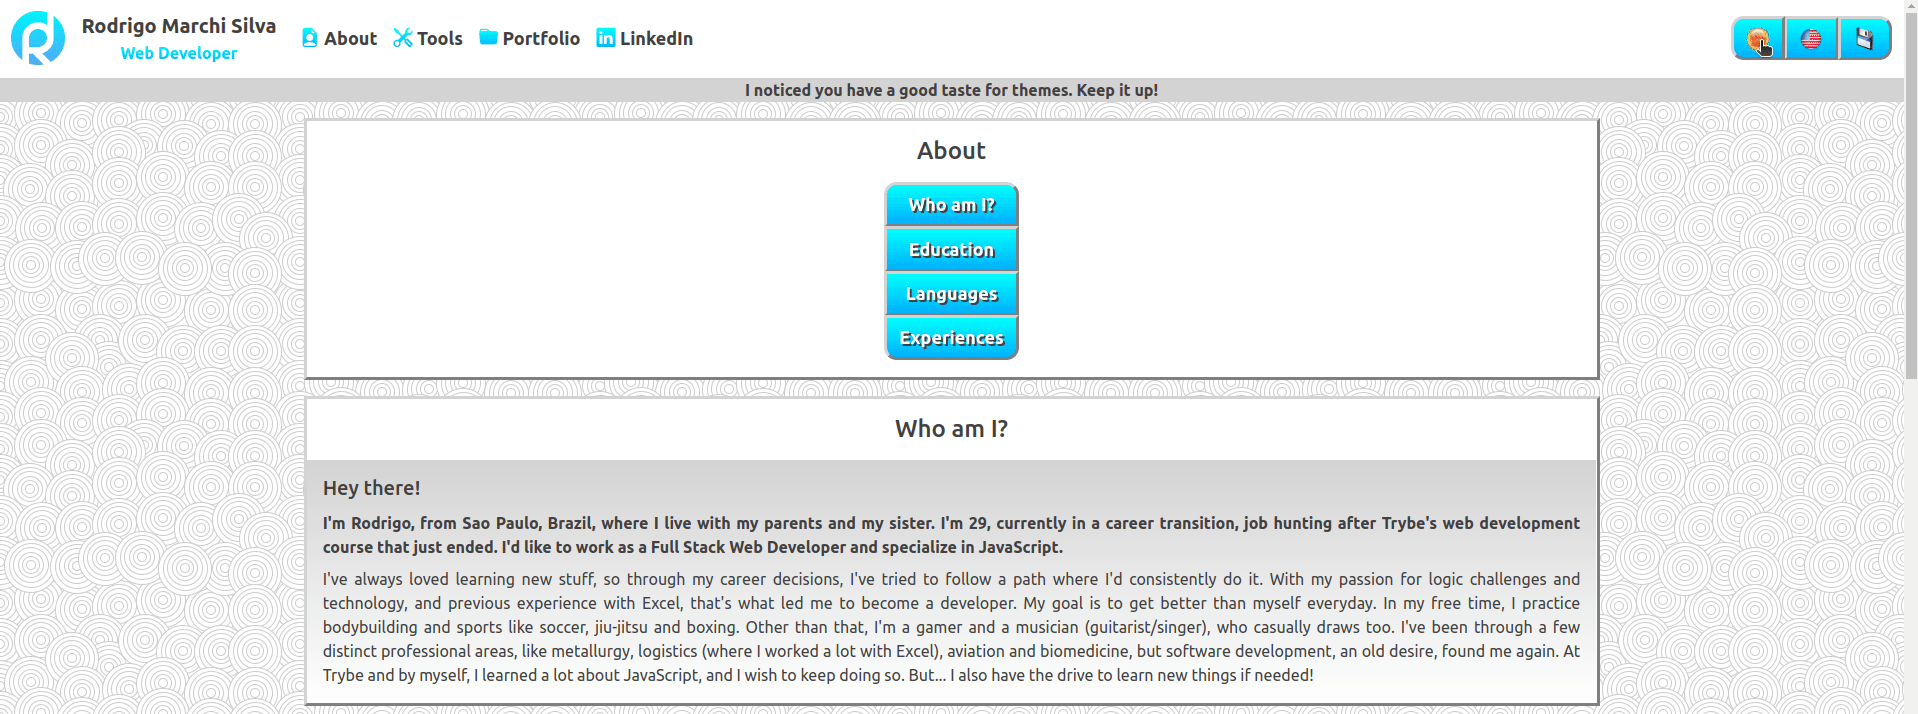 Rodrigo Marchi Silva
Web Developer
About
Tools
Portfolio
LinkedIn
I noticed you have a good taste for themes. Keep it up!
About
Who am I?
Education
Languages
Experiences
Who am I?
Hey there!
I'm Rodrigo, from Sao Paulo, Brazil, where I live with my parents and my sister. I'm 29, currently in a career transition, job hunting after Trybe's web development
course that just ended. I'd like to work as a Full Stack Web Developer and specialize in JavaScript.
I've always loved learning new stuff, so through my career decisions, I've tried to follow a path where I'd consistently do it. With my passion for logic challenges and
technology, and previous experience with Excel, that's what led me to become a developer. My goal is to get better than myself everyday. In my free time, I practice
bodybuilding and sports like soccer, jiu-jitsu and boxing. Other than that, I'm a gamer and a musician (guitarist/singer), who casually draws too. I've been through a few
distinct professional areas, like metallurgy, logistics (where I worked a lot with Excel), aviation and biomedicine, but software development, an old desire, found me again. At
Trybe and by myself, I learned a lot about JavaScript, and I wish to keep doing so. But... I also have the drive to learn new things if needed!